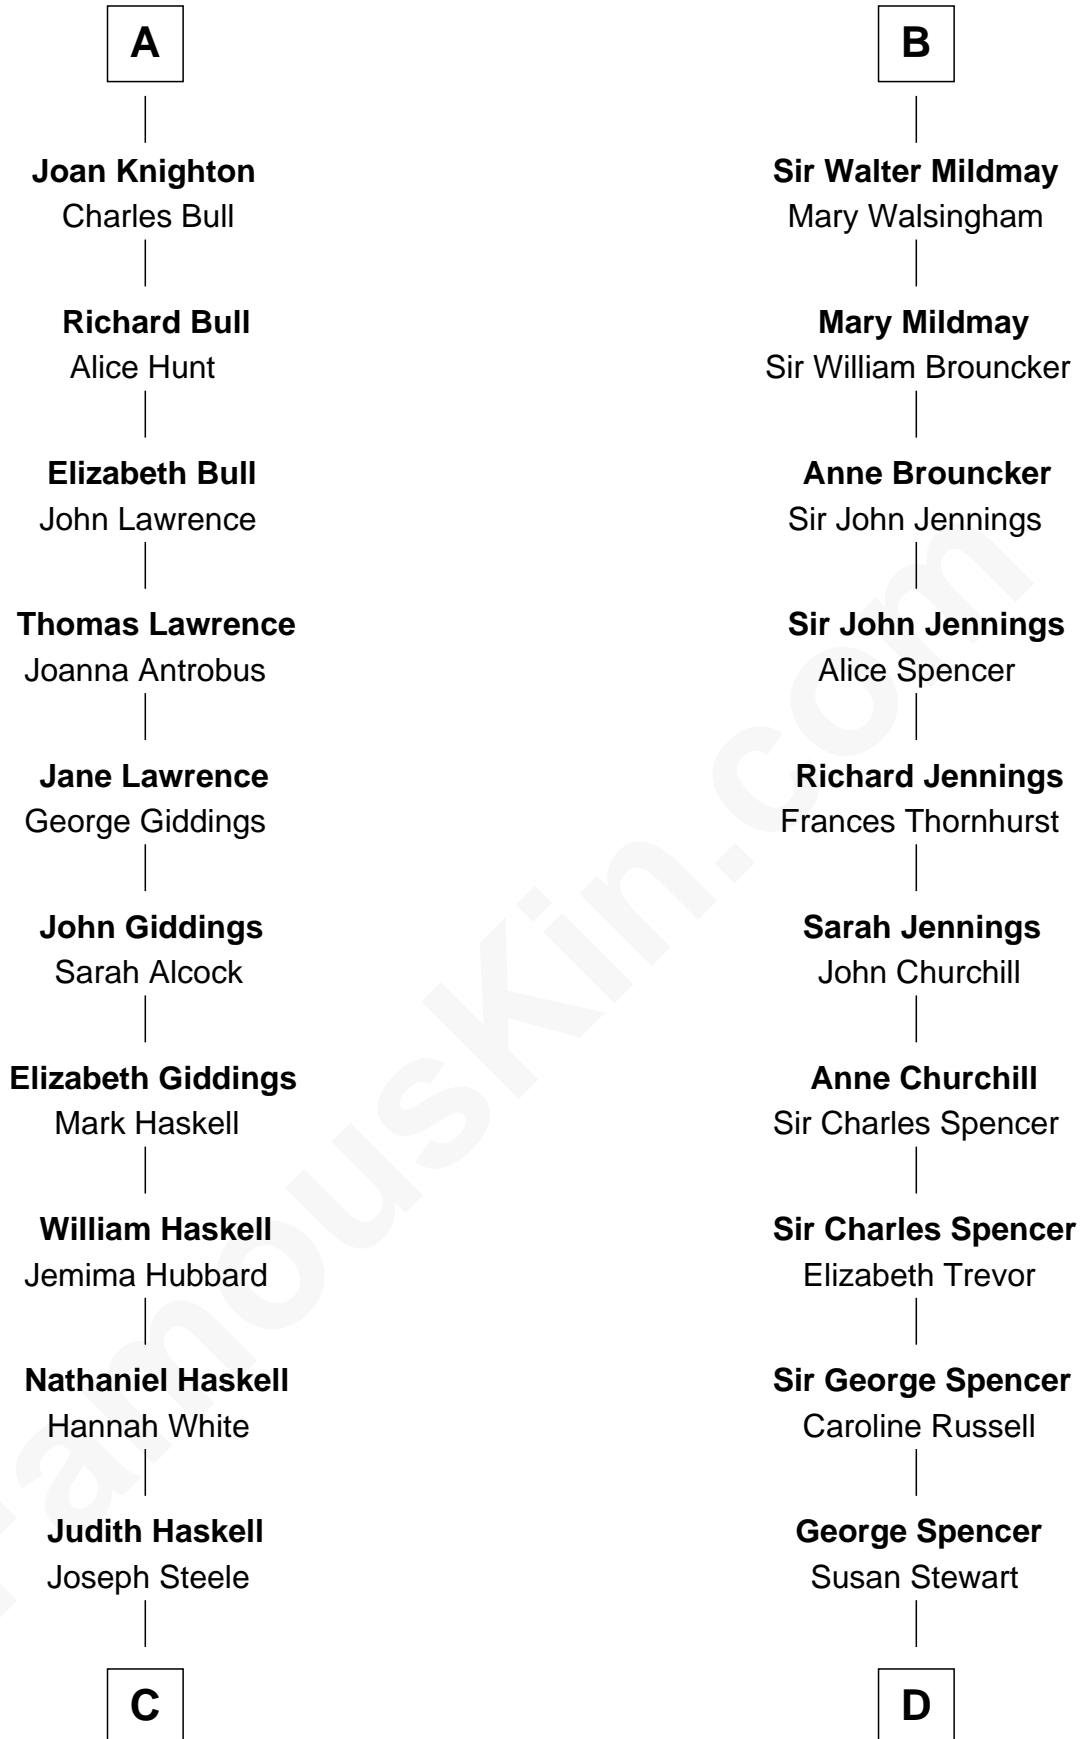 A
Joan Knighton
Charles Bull
Richard Bull
Alice Hunt
Elizabeth Bull
John Lawrence
Thomas Lawrence
Joanna Antrobus
Jane Lawrence
George Giddings
John Giddings
Sarah Alcock
Elizabeth Giddings
Mark Haskell
William Haskell
Jemima Hubbard
Nathaniel Haskell
Hannah White
Judith Haskell
Joseph Steele
C
B
Sir Walter Mildmay
Mary Walsingham
Mary Mildmay
Sir William Brouncker
Anne Brouncker
Sir John Jennings
Sir John Jennings
Alice Spencer
Richard Jennings
Frances Thornhurst
Sarah Jennings
John Churchill
Anne Churchill
Sir Charles Spencer
Sir Charles Spencer
Elizabeth Trevor
Sir George Spencer
Caroline Russell
George Spencer
Susan Stewart
D
FamousKin.com